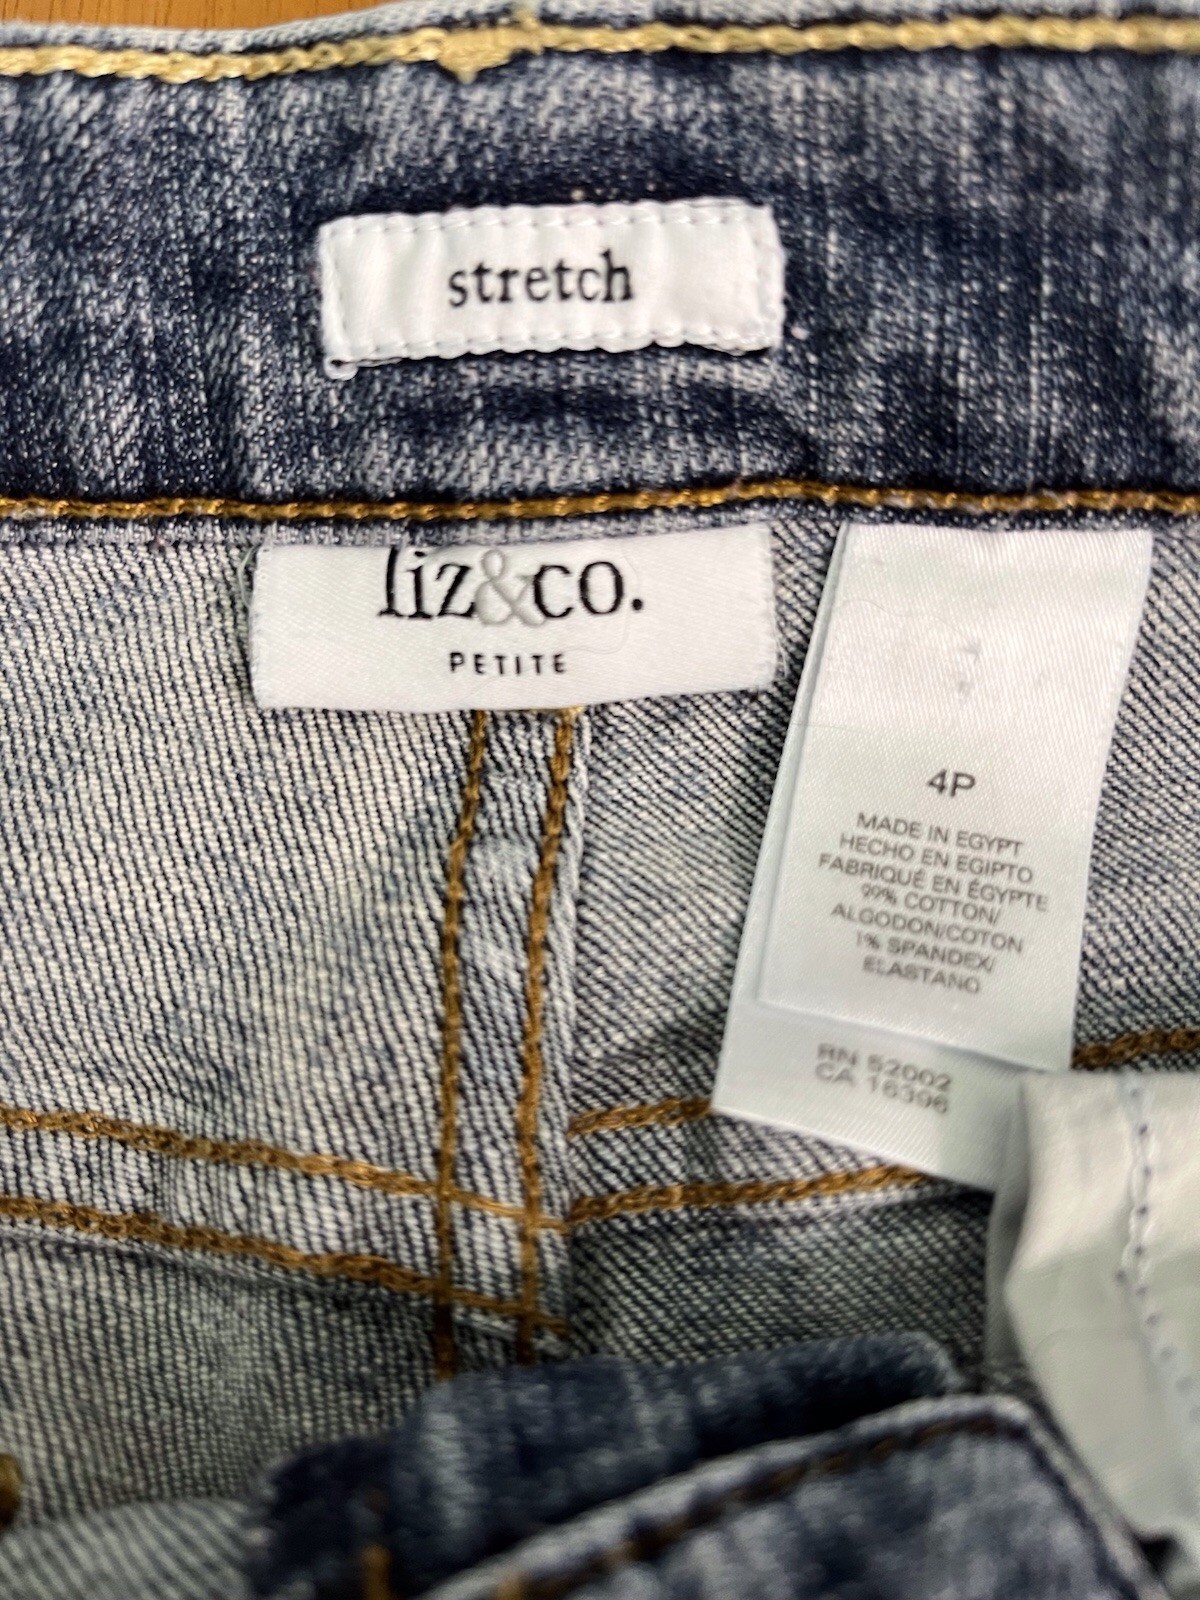 stretch
liz&co.
PETITE
4P
MADE IN EGYPT
HECHO EN EGIPTO
FABRIQUÉ EN ÉGYPTE
99% COTTON/
ALGODON/COTON
1% SPANDEX/
ELASTANO
RN 52002
CA 16396